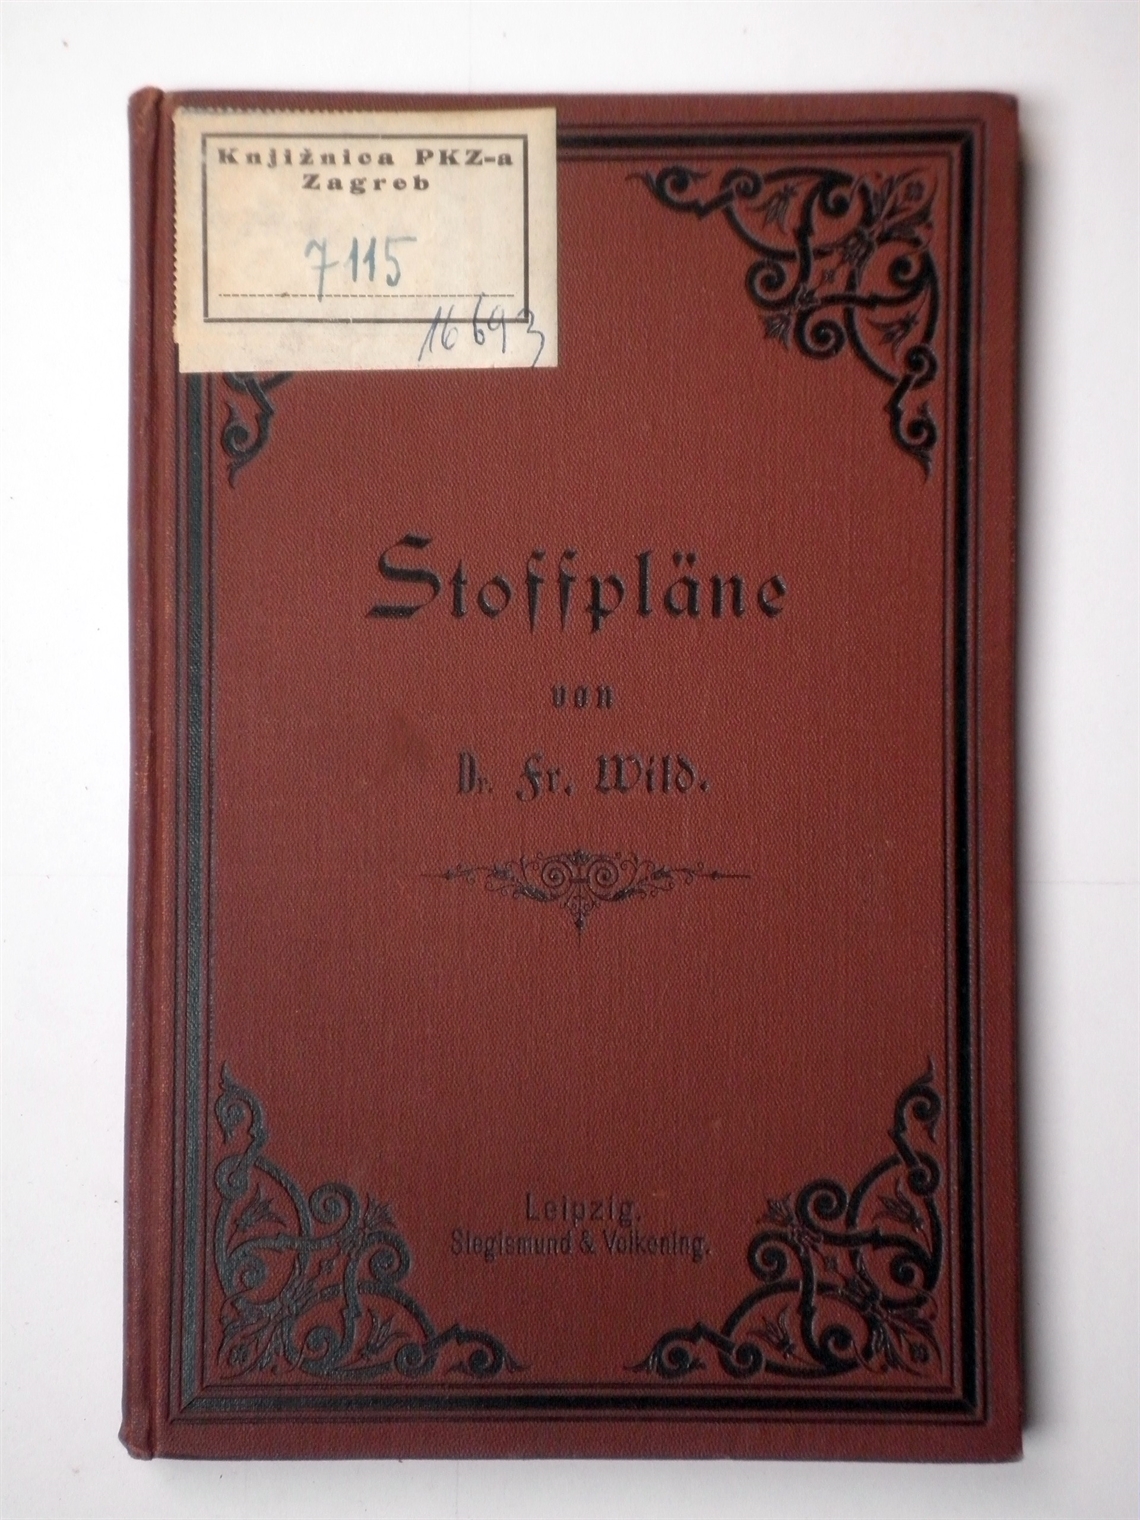 Knjižnica PKZ-a
Zagreb
7115
16693
Stoffpläne
von
Dr. Fr. Wild.
Leipzig.
Siegismund & Volkening.